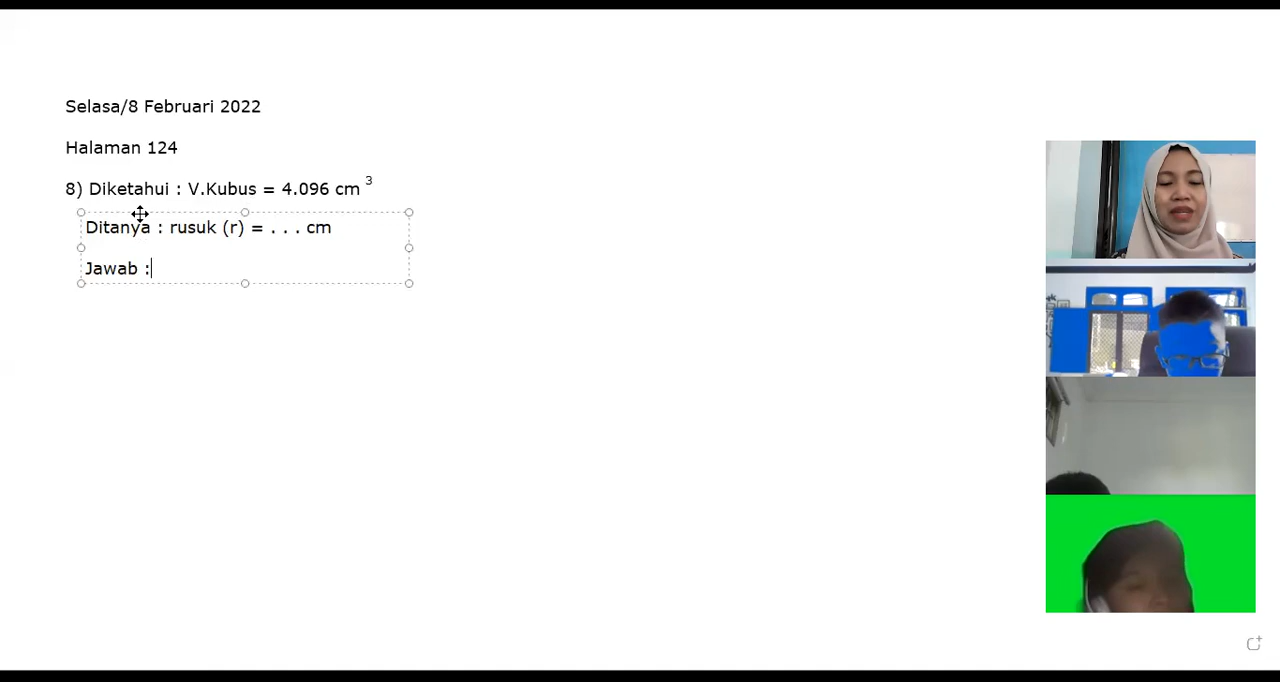 Selasa/8 Februari 2022
Halaman 124
8) Diketahui : V.Kubus = 4.096 cm ³
Ditanya : rusuk (r) = . . . cm
Jawab :